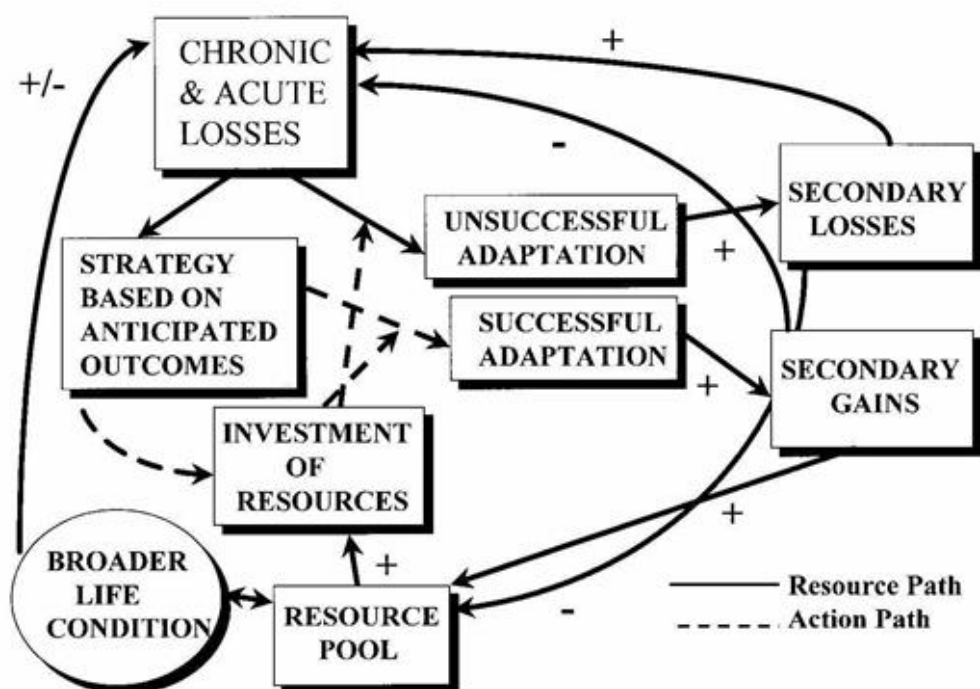 +/-
CHRONIC
& ACUTE
LOSSES
+
-
SECONDARY
LOSSES
UNSUCCESSFUL
ADAPTATION
+
STRATEGY
BASED ON
ANTICIPATED
OUTCOMES
SUCCESSFUL
ADAPTATION
+
SECONDARY
GAINS
INVESTMENT
OF
RESOURCES
+
BROADER
LIFE
CONDITION
+
RESOURCE
POOL
-
Resource Path
Action Path